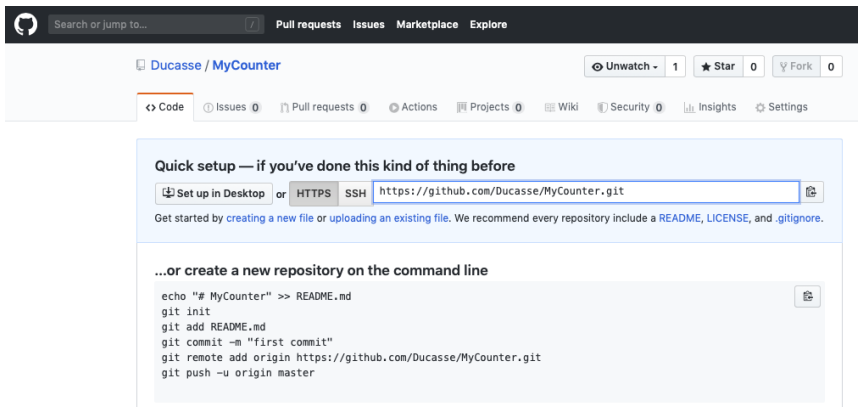 Search or jump to... / Pull requests Issues Marketplace Explore
Ducasse / MyCounter Unwatch 1 Star 0 Fork 0
Code Issues 0 Pull requests 0 Actions Projects 0 Wiki Security 0 Insights Settings
Quick setup — if you’ve done this kind of thing before
Set up in Desktop or HTTPS SSH https://github.com/Ducasse/MyCounter.git
Get started by creating a new file or uploading an existing file. We recommend every repository include a README, LICENSE, and .gitignore.
...or create a new repository on the command line
echo "# MyCounter" >> README.md
git init
git add README.md
git commit -m "first commit"
git remote add origin https://github.com/Ducasse/MyCounter.git
git push -u origin master